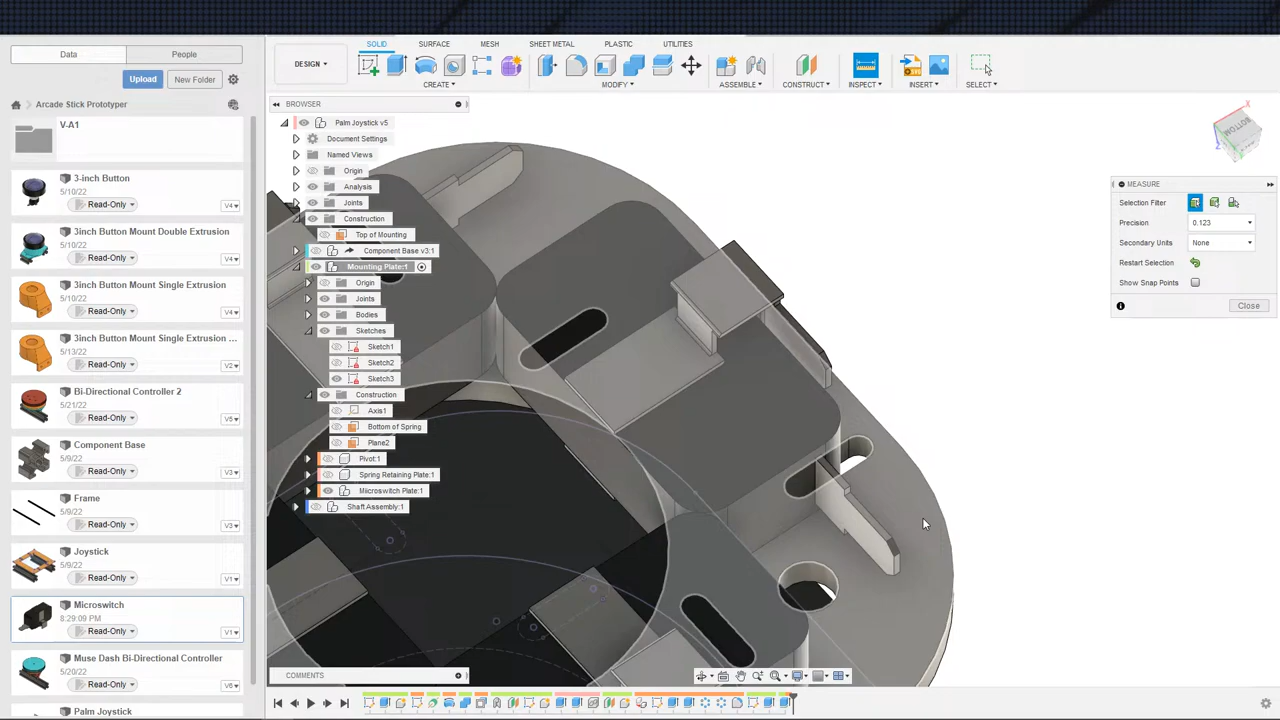 Data
People
Upload
New Folder
Arcade Stick Prototyper
V-A1
3-inch Button
5/10/22
Read-Only
V4
3inch Button Mount Double Extrusion
5/9/22
Read-Only
V4
3inch Button Mount Single Extrusion
5/10/22
Read-Only
V4
3inch Button Mount Single Extrusion ...
5/13/22
Read-Only
V2
Bi-Directional Controller 2
5/21/22
Read-Only
Component Base
5/9/22
Read-Only
V3
Frame
5/9/22
Read-Only
V3
Joystick
5/9/22
Read-Only
V1
Microswitch
8:29:09 PM
Read-Only
V1
Muse Dash Bi-Directional Controller
5/20/22
Read-Only
V2
Palm Joystick
DESIGN
SOLID
SURFACE
MESH
SHEET METAL
PLASTIC
UTILITIES
CREATE
MODIFY
ASSEMBLE
CONSTRUCT
INSPECT
INSERT
SELECT
BROWSER
Palm Joystick v5
Document Settings
Named Views
Origin
Analysis
Joints
Construction
Top of Mounting
Component Base v3:1
Mounting Plate:1
Origin
Joints
Bodies
Sketches
Sketch1
Sketch2
Sketch3
Construction
Axis1
Bottom of Spring
Plane2
Pivot:1
Spring Retaining Plate:1
Miicroswitch Plate:1
Shaft Assembly:1
BOTTOM
MEASURE
Selection Filter
Precision
0.123
Secondary Units
None
Restart Selection
Show Snap Points
Close
COMMENTS